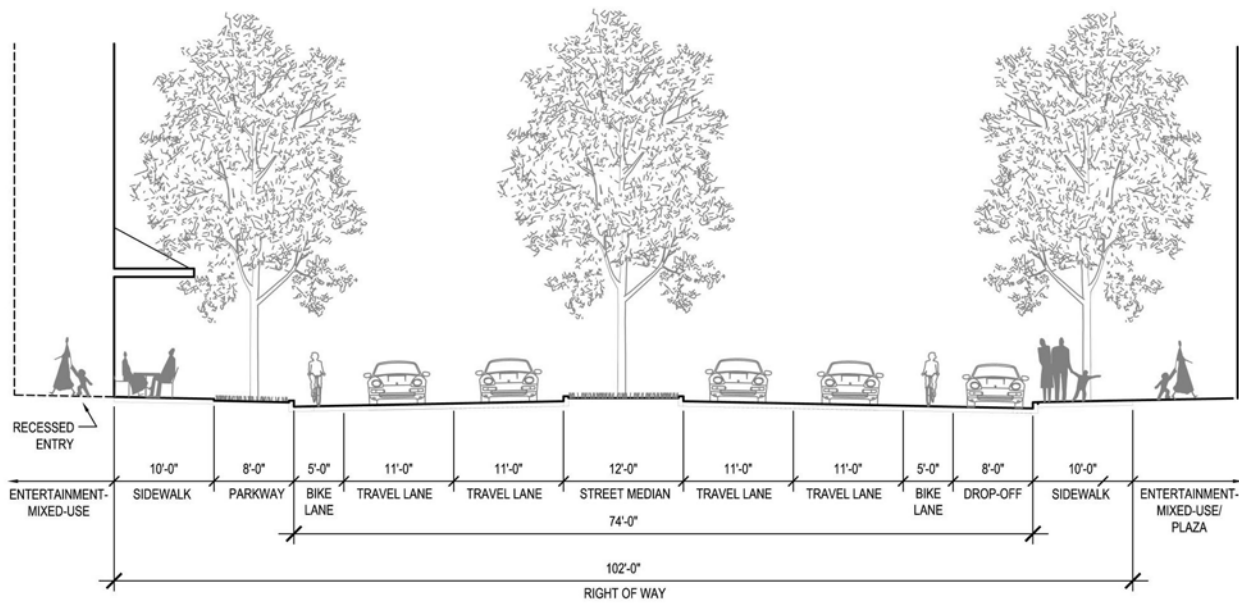 RECESSED
ENTRY
10'-0" 8'-0" 5'-0" 11'-0" 11'-0" 12'-0" 11'-0" 11'-0" 5'-0" 8'-0" 10'-0"
ENTERTAINMENT-
MIXED-USE
SIDEWALK
PARKWAY
BIKE
LANE
TRAVEL LANE
TRAVEL LANE
STREET MEDIAN
TRAVEL LANE
TRAVEL LANE
BIKE
LANE
DROP-OFF
SIDEWALK
ENTERTAINMENT-
MIXED-USE/
PLAZA
74'-0"
102'-0"
RIGHT OF WAY